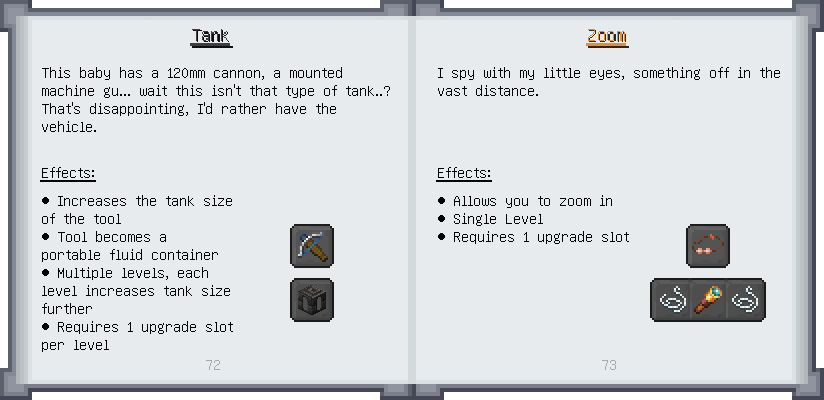 Tank
This baby has a 120mm cannon, a mounted
machine gu... wait this isn't that type of tank..?
That's disappointing, I'd rather have the
vehicle.
Effects:
● Increases the tank size
of the tool
● Tool becomes a
portable fluid container
● Multiple levels, each
level increases tank size
further
● Requires 1 upgrade slot
per level
72
Zoom
I spy with my little eyes, something off in the
vast distance.
Effects:
● Allows you to zoom in
● Single Level
● Requires 1 upgrade slot
73